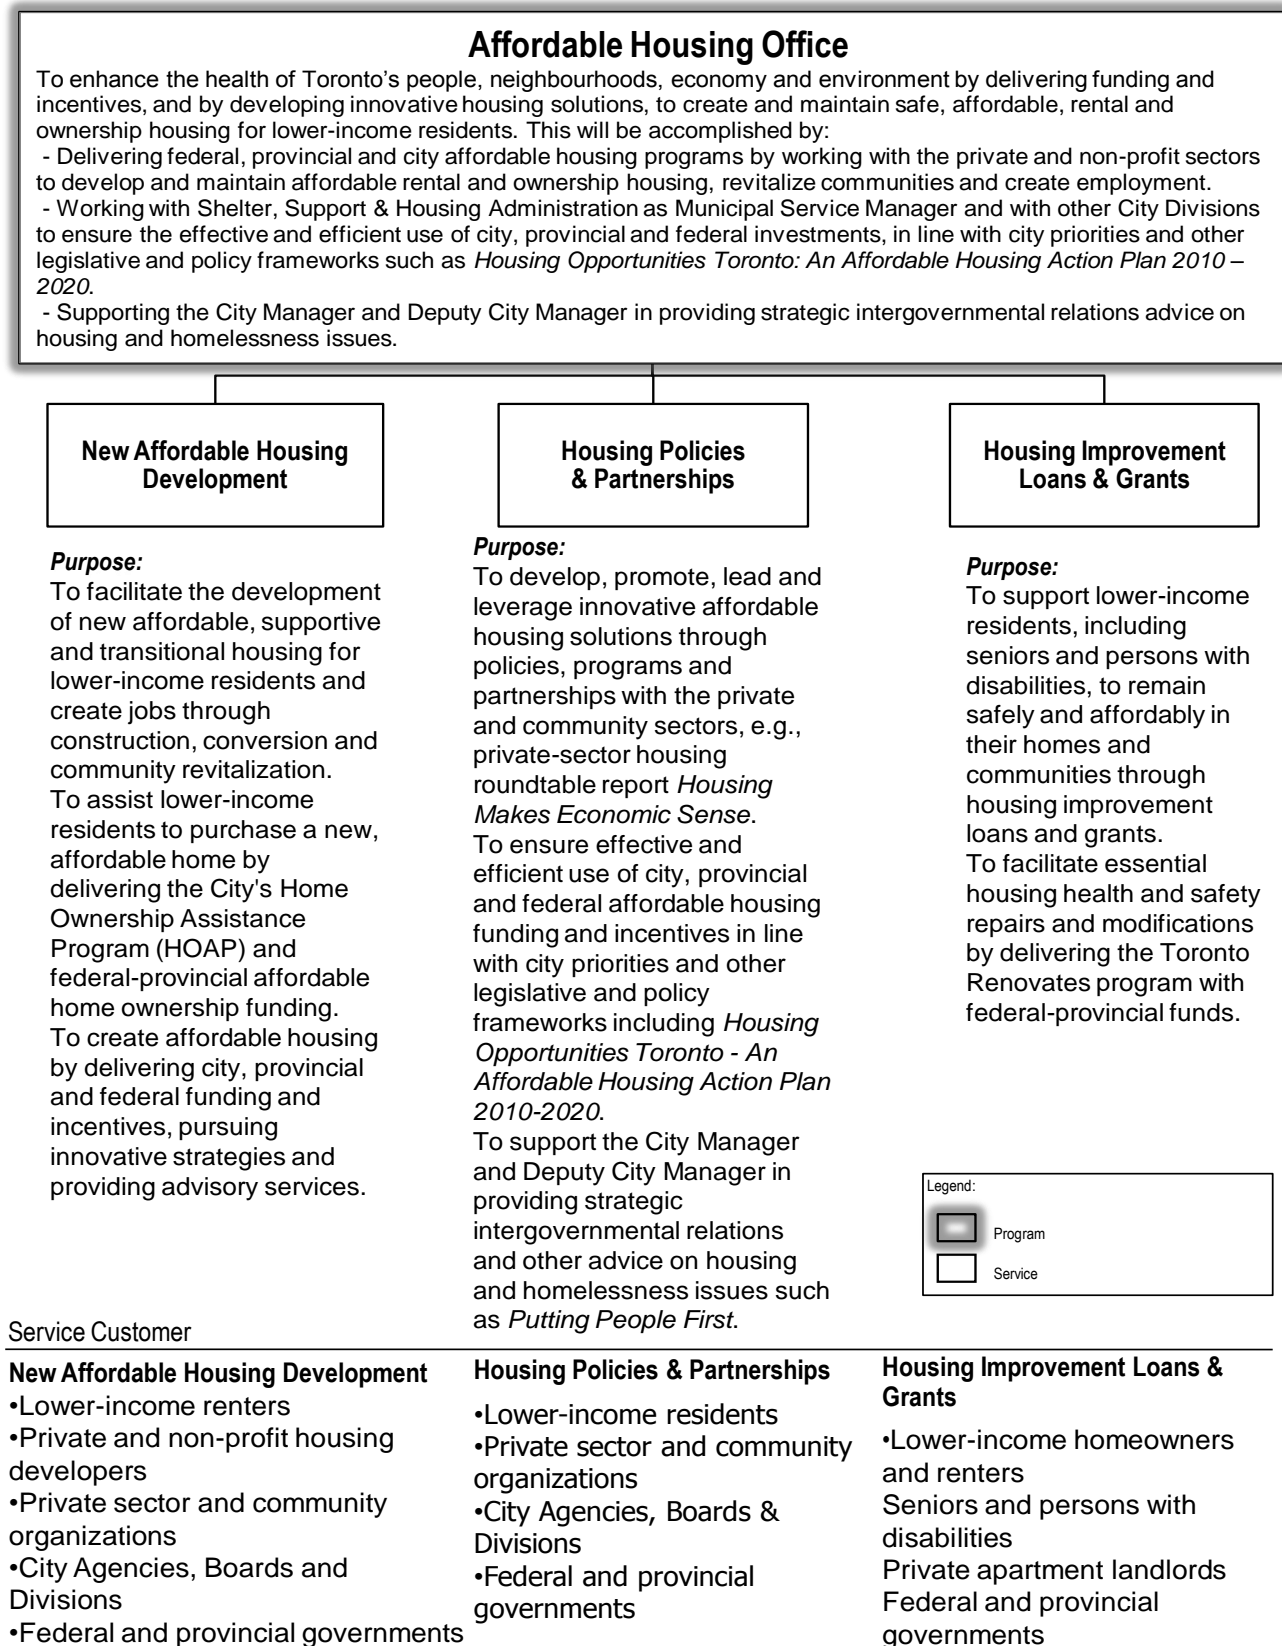 Affordable Housing Office
To enhance the health of Toronto's people, neighbourhoods, economy and environment by delivering funding and
incentives, and by developing innovative housing solutions, to create and maintain safe, affordable, rental and
ownership housing for lower-income residents. This will be accomplished by:
- Delivering federal, provincial and city affordable housing programs by working with the private and non-profit sectors
to develop and maintain affordable rental and ownership housing, revitalize communities and create employment.
- Working with Shelter, Support & Housing Administration as Municipal Service Manager and with other City Divisions
to ensure the effective and efficient use of city, provincial and federal investments, in line with city priorities and other
legislative and policy frameworks such as Housing Opportunities Toronto: An Affordable Housing Action Plan 2010 –
2020.
- Supporting the City Manager and Deputy City Manager in providing strategic intergovernmental relations advice on
housing and homelessness issues.
New Affordable Housing
Development
Purpose:
To facilitate the development
of new affordable, supportive
and transitional housing for
lower-income residents and
create jobs through
construction, conversion and
community revitalization.
To assist lower-income
residents to purchase a new,
affordable home by
delivering the City's Home
Ownership Assistance
Program (HOAP) and
federal-provincial affordable
home ownership funding.
To create affordable housing
by delivering city, provincial
and federal funding and
incentives, pursuing
innovative strategies and
providing advisory services.
Housing Policies
& Partnerships
Purpose:
To develop, promote, lead and
leverage innovative affordable
housing solutions through
policies, programs and
partnerships with the private
and community sectors, e.g.,
private-sector housing
roundtable report Housing
Makes Economic Sense.
To ensure effective and
efficient use of city, provincial
and federal affordable housing
funding and incentives in line
with city priorities and other
legislative and policy
frameworks including Housing
Opportunities Toronto - An
Affordable Housing Action Plan
2010-2020.
To support the City Manager
and Deputy City Manager in
providing strategic
intergovernmental relations
and other advice on housing
and homelessness issues such
as Putting People First.
Housing Improvement
Loans & Grants
Purpose:
To support lower-income
residents, including
seniors and persons with
disabilities, to remain
safely and affordably in
their homes and
communities through
housing improvement
loans and grants.
To facilitate essential
housing health and safety
repairs and modifications
by delivering the Toronto
Renovates program with
federal-provincial funds.
Legend:
Program
Service
Service Customer
New Affordable Housing Development
•Lower-income renters
•Private and non-profit housing
developers
•Private sector and community
organizations
•City Agencies, Boards and
Divisions
•Federal and provincial governments
Housing Policies & Partnerships
•Lower-income residents
•Private sector and community
organizations
•City Agencies, Boards &
Divisions
•Federal and provincial
governments
Housing Improvement Loans &
Grants
•Lower-income homeowners
and renters
Seniors and persons with
disabilities
Private apartment landlords
Federal and provincial
governments